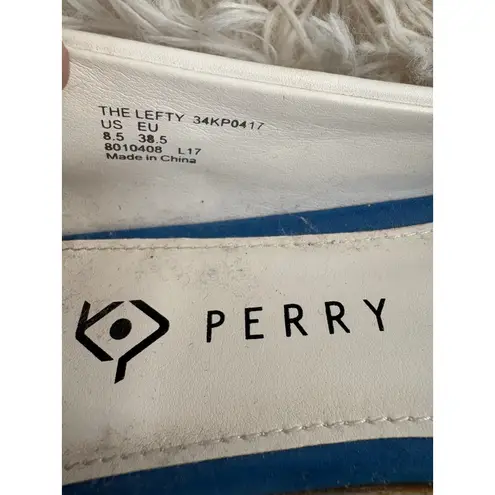 THE LEFTY 34KP0417
US EU
8.5 38.5
8010408 L17
Made in China
PERRY